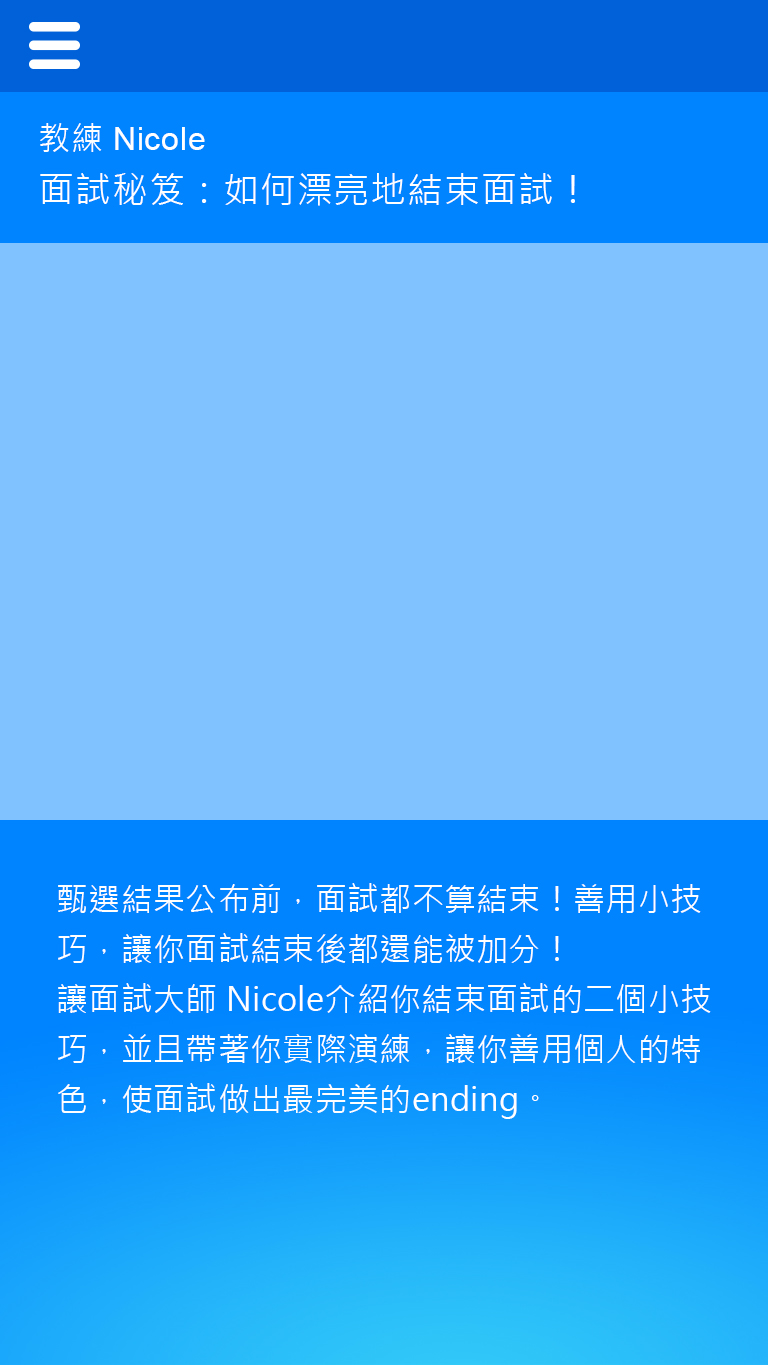 教練 Nicole
面試秘笈：如何漂亮地結束面試！
甄選結果公布前，面試都不算結束！善用小技
巧，讓你面試結束後都還能被加分！
讓面試大師 Nicole介紹你結束面試的二個小技
巧，並且帶著你實際演練，讓你善用個人的特
色，使面試做出最完美的ending。